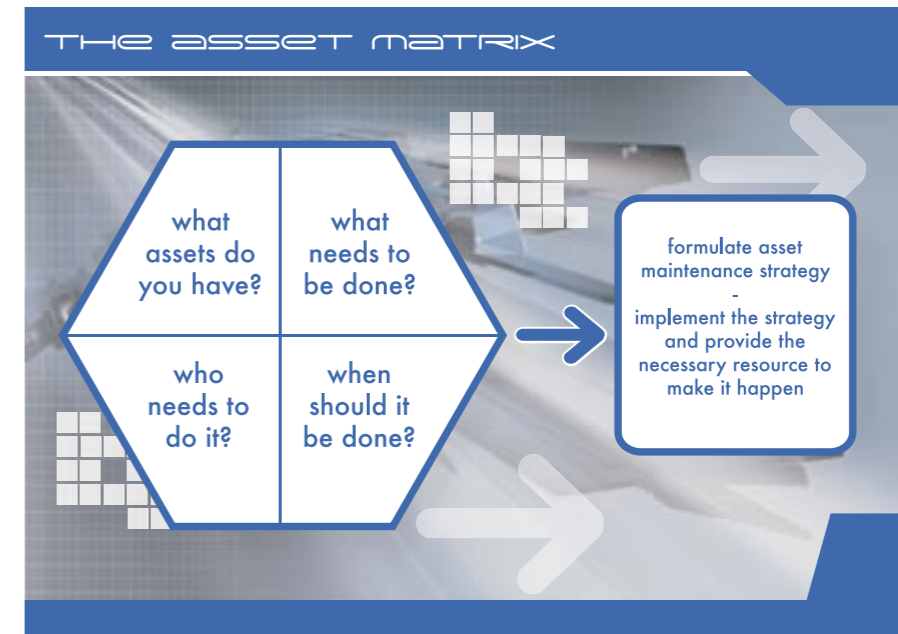 THE ASSET MATRIX
what
assets do
you have?
what
needs to
be done?
who
needs to
do it?
when
should it
be done?
formulate asset
maintenance strategy
-
implement the strategy
and provide the
necessary resource to
make it happen